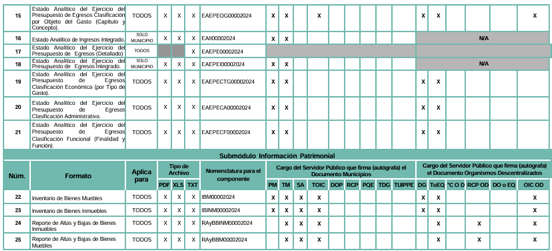 15 Estado Analítico del Ejercicio del Presupuesto de Egresos Clasificación por Objeto del Gasto (Capítulo y Concepto). TODOS X X X EAEPEOG00002024 X X X X X X
16 Estado Analítico de Ingresos Integrado. SOLO MUNICIPIO X X X EAII00002024 X X N/A
17 Estado Analítico del Ejercicio del Presupuesto de Egresos (Detallado) TODOS X EAEPE00002024
18 Estado Analítico del Ejercicio del Presupuesto de Egresos Integrado. SOLO MUNICIPIO X X X EAEPEI00002024 X X N/A
19 Estado Analítico del Ejercicio del Presupuesto de Egresos Clasificación Económica (por Tipo de Gasto). TODOS X X X EAEPECTG00002024 X X X X
20 Estado Analítico del Ejercicio del Presupuesto de Egresos Clasificación Administrativa. TODOS X X X EAEPECA00002024 X X X X
21 Estado Analítico del Ejercicio del Presupuesto de Egresos Clasificación Funcional (Finalidad y Función). TODOS X X X EAEPECF00002024 X X X X
Submódulo Información Patrimonial
Núm. Formato Aplica para Tipo de Archivo Nomenclatura para el componente Cargo del Servidor Público que firma (autógrafa) el Documento Municipios Cargo del Servidor Público que firma (autógrafa) el Documento Organismos Descentralizados
PDF XLS TXT PM TM SA TOIC DOP RCP PQE TDG TUIPPE DG ToEQ *C O D RCP OD DO o EQ OIC OD
22 Inventario de Bienes Muebles TODOS X X X IBM00002024 X X X X X X X
23 Inventario de Bienes Inmuebles TODOS X X X IBINM00002024 X X X X X X X
24 Reporte de Altas y Bajas de Bienes Inmuebles TODOS X X X RAyBBINM00002024 X X X X X X
25 Reporte de Altas y Bajas de Bienes Muebles TODOS X X X RAyBBM00002024 X X X X X X